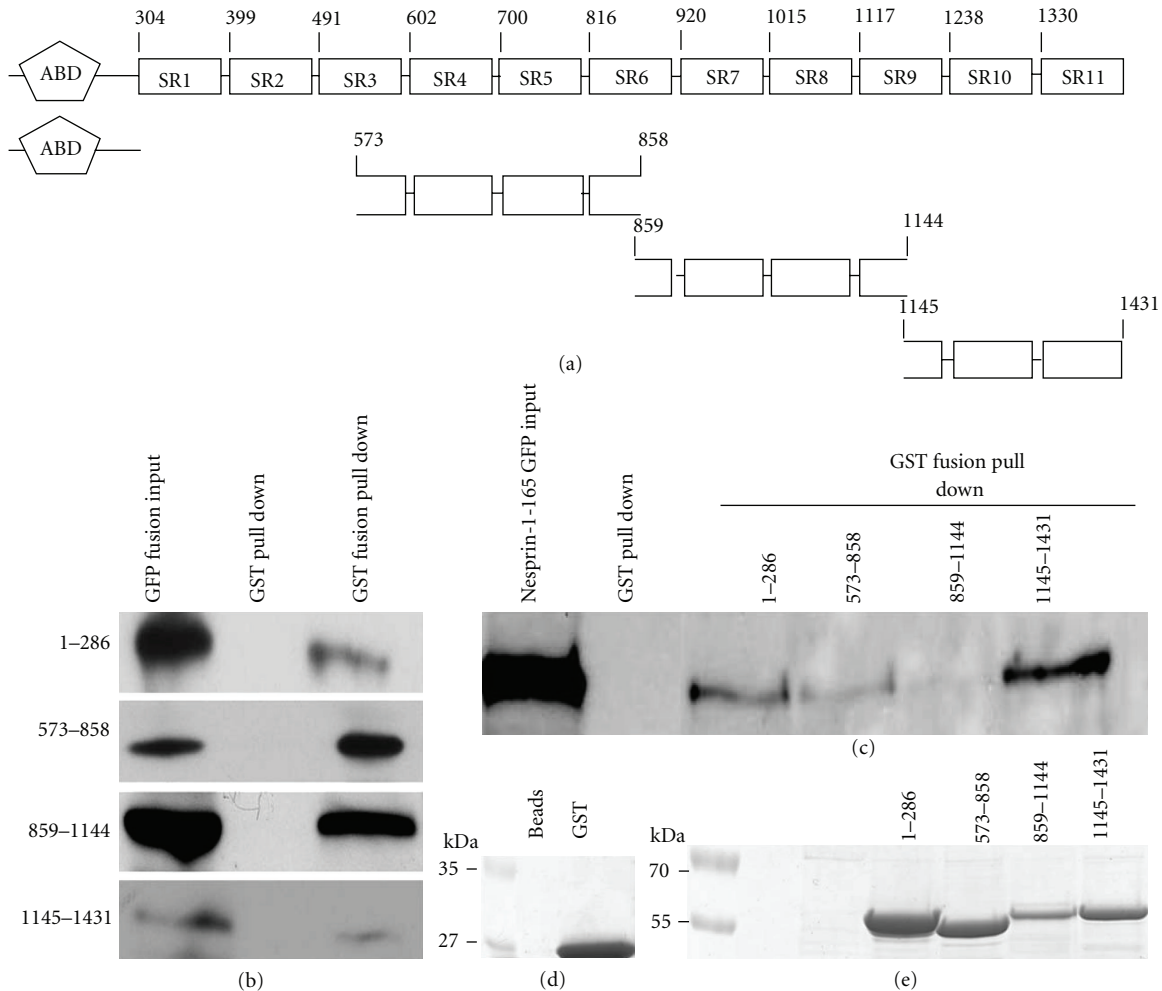 304 399 491 602 700 816 920 1015 1117 1238 1330
ABD SR1 SR2 SR3 SR4 SR5 SR6 SR7 SR8 SR9 SR10 SR11
ABD
573 858
859 1144
1145 1431
(a)
GFP fusion input
GST pull down
GST fusion pull down
1–286
573–858
859–1144
1145–1431
(b)
Nesprin-1-165 GFP input
GST pull down
GST fusion pull
down
1–286
573–858
859–1144
1145–1431
(c)
Beads
GST
kDa
35
27
(d)
1–286
573–858
859–1144
1145–1431
kDa
70
55
(e)